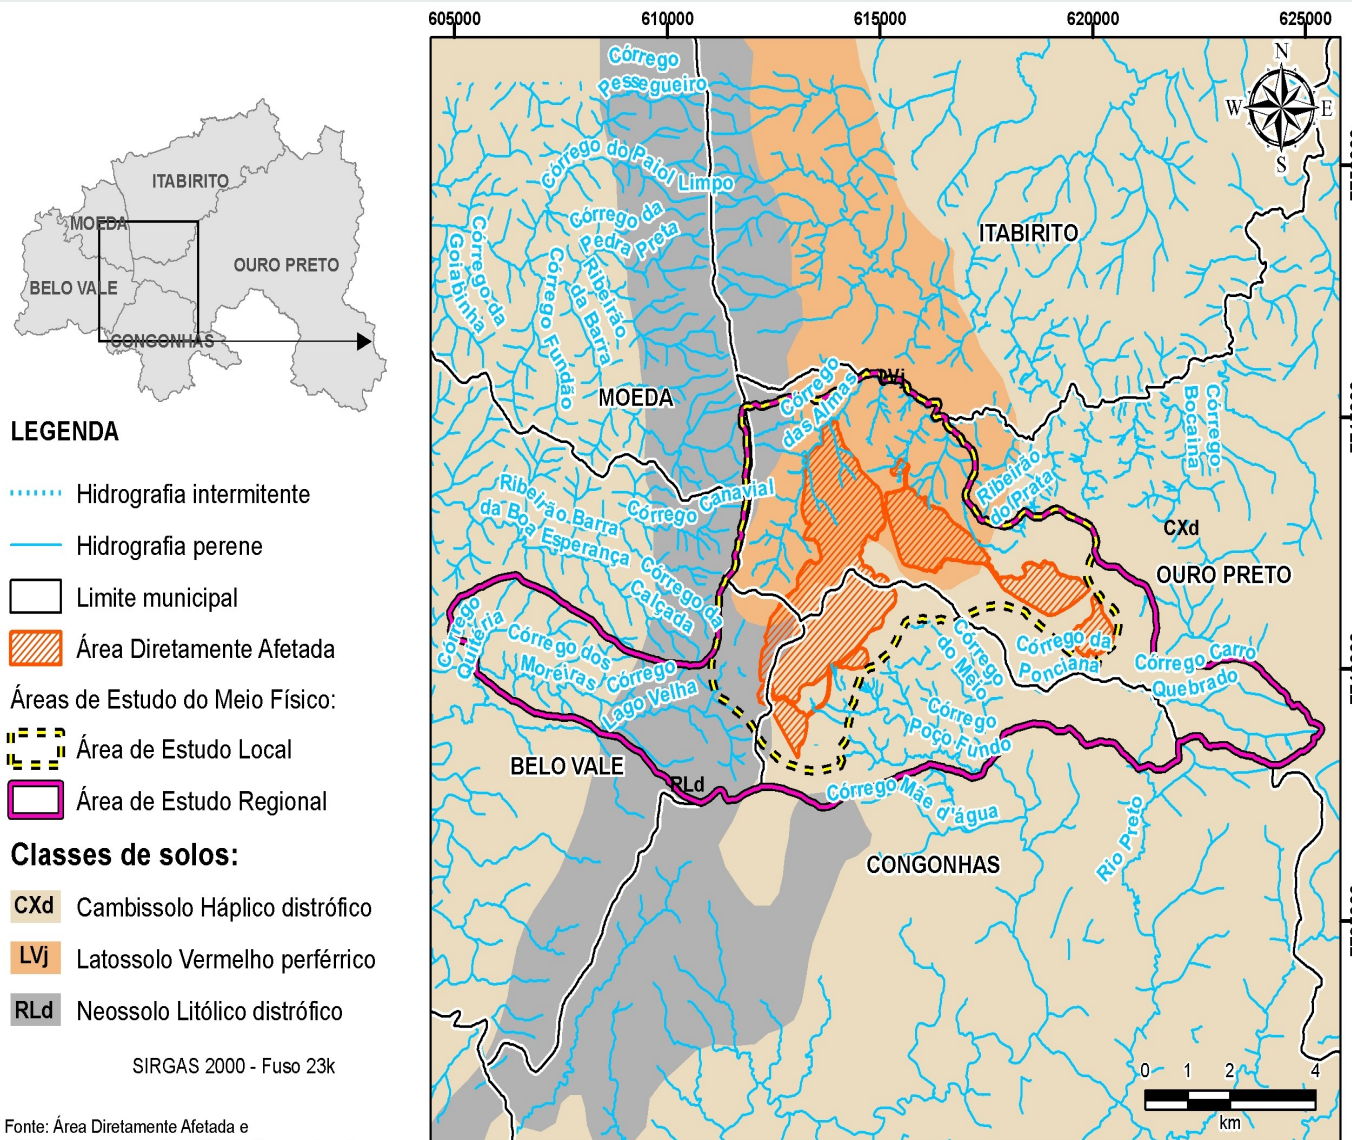 605000
610000
615000
620000
625000
N
W
E
S
ITABIRITO
MOEDA
OURO PRETO
BELO VALE
CONGONHAS
LEGENDA
Hidrografia intermitente
Hidrografia perene
Limite municipal
Área Diretamente Afetada
Áreas de Estudo do Meio Físico:
Área de Estudo Local
Área de Estudo Regional
Classes de solos:
CXd
Cambissolo Háplico distrófico
LVj
Latossolo Vermelho perférrico
RLd
Neossolo Litólico distrófico
SIRGAS 2000 - Fuso 23k
Fonte: Área Diretamente Afetada e
Córrego
Pessegueiro
Córrego do Paiol Limpo
Córrego da
Pedra Preta
Córrego da
Goiabinha
Córrego Fundão
Ribeirão
da Barra
ITABIRITO
MOEDA
LVj
Córrego
das Almas
Córrego
Bocaina
Ribeirão
do Prata
CXd
OURO PRETO
Córrego Canavial
Ribeirão Barra
da Boa Esperança
Córrego da
Calçada
Córrego
Quitéria
Córrego dos
Moreiras
Córrego
Lago Velha
Córrego
do Meio
Córrego da
Ponciana
Córrego Carro
Quebrado
Córrego
Poço Fundo
BELO VALE
RLd
Córrego Mãe d'água
Rio Preto
CONGONHAS
0
1
2
4
km